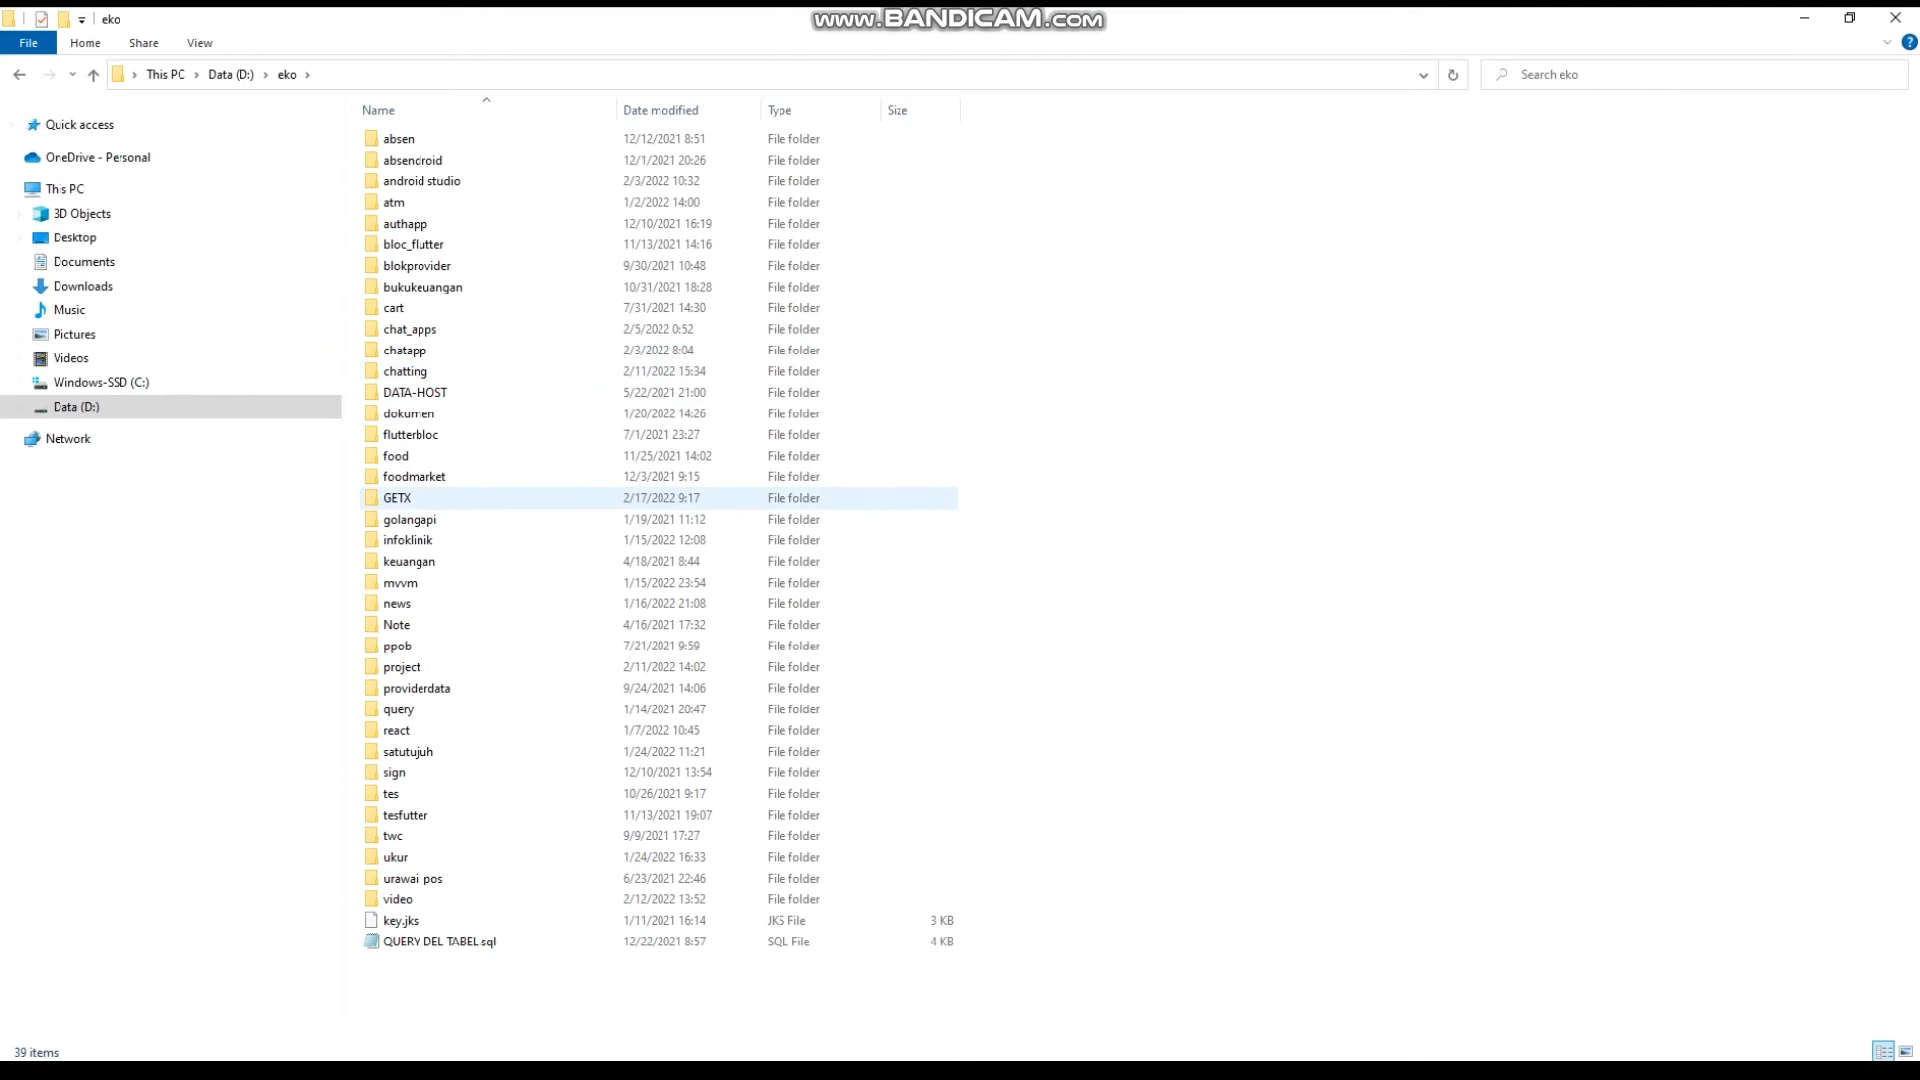 eko
www.BANDICAM.com
File Home Share View
This PC Data (D:) eko
Search eko
Quick access
OneDrive - Personal
This PC
3D Objects
Desktop
Documents
Downloads
Music
Pictures
Videos
Windows-SSD (C:)
Data (D:)
Network
Name Date modified Type Size
absen 12/12/2021 8:51 File folder
absendroid 12/1/2021 20:26 File folder
android studio 2/3/2022 10:32 File folder
atm 1/2/2022 14:00 File folder
authapp 12/10/2021 16:19 File folder
bloc_flutter 11/13/2021 14:16 File folder
blokprovider 9/30/2021 10:48 File folder
bukukeuangan 10/31/2021 18:28 File folder
cart 7/31/2021 14:30 File folder
chat_apps 2/5/2022 0:52 File folder
chatapp 2/3/2022 8:04 File folder
chatting 2/11/2022 15:34 File folder
DATA-HOST 5/22/2021 21:00 File folder
dokumen 1/20/2022 14:26 File folder
flutterbloc 7/1/2021 23:27 File folder
food 11/25/2021 14:02 File folder
foodmarket 12/3/2021 9:15 File folder
GETX 2/17/2022 9:17 File folder
golangapi 1/19/2021 11:12 File folder
infoklinik 1/15/2022 12:08 File folder
keuangan 4/18/2021 8:44 File folder
mvvm 1/15/2022 23:54 File folder
news 1/16/2022 21:08 File folder
Note 4/16/2021 17:32 File folder
ppob 7/21/2021 9:59 File folder
project 2/11/2022 14:02 File folder
providerdata 9/24/2021 14:06 File folder
query 1/14/2021 20:47 File folder
react 1/7/2022 10:45 File folder
satutujuh 1/24/2022 11:21 File folder
sign 12/10/2021 13:54 File folder
tes 10/26/2021 9:17 File folder
tesfutter 11/13/2021 19:07 File folder
twc 9/9/2021 17:27 File folder
ukur 1/24/2022 16:33 File folder
urawai pos 6/23/2021 22:46 File folder
video 2/12/2022 13:52 File folder
key.jks 1/11/2021 16:14 JKS File 3 KB
QUERY DEL TABEL.sql 12/22/2021 8:57 SQL File 4 KB
39 items